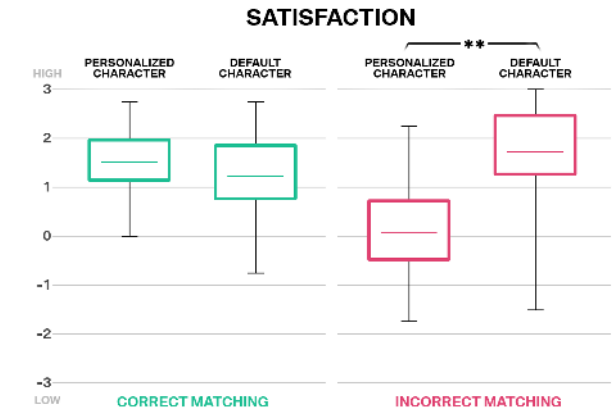 SATISFACTION
**
PERSONALIZED
CHARACTER
DEFAULT
CHARACTER
PERSONALIZED
CHARACTER
DEFAULT
CHARACTER
HIGH
3
2
1
0
-1
-2
-3
LOW
CORRECT MATCHING
INCORRECT MATCHING